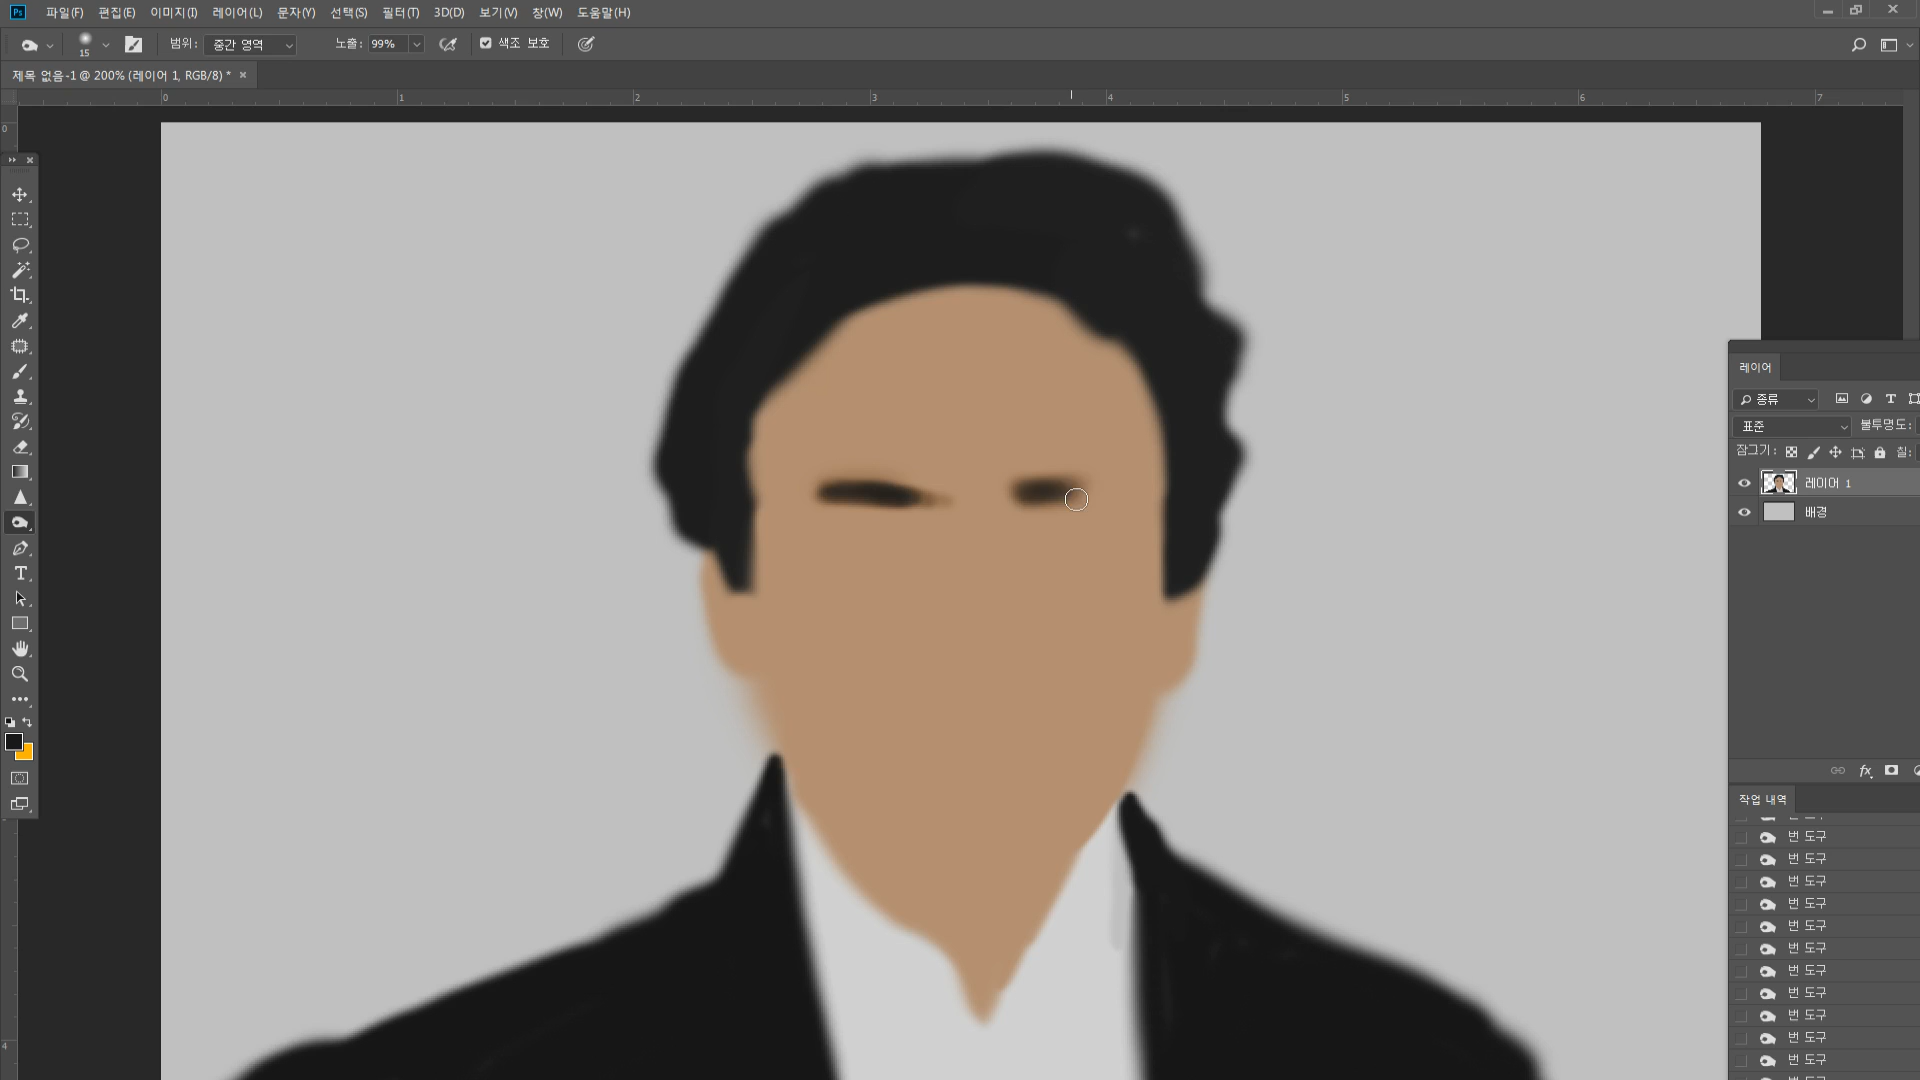 Ps 파일(F) 편집(E) 이미지(I) 레이어(L) 문자(Y) 선택(S) 필터(T) 3D(D) 보기(V) 창(W) 도움말(H)
15 범위: 중간 영역 노출: 99% 색조 보호
제목 없음-1 @ 200% (레이어 1, RGB/8) *
0 1 2 3 4 5 6 7
0
4
레이어
종류
표준 불투명도:
잠그기: 칠:
레이어 1
배경
fx
작업 내역
번 도구
번 도구
번 도구
번 도구
번 도구
번 도구
번 도구
번 도구
번 도구
번 도구
번 도구